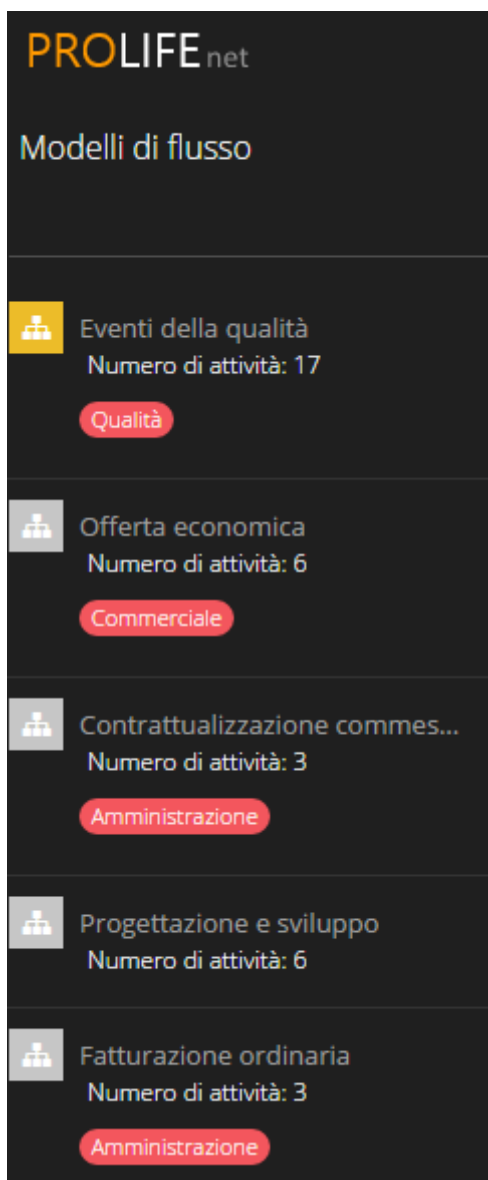 PROLIFE net
Modelli di flusso
Eventi della qualità
Numero di attività: 17
Qualità
Offerta economica
Numero di attività: 6
Commerciale
Contrattualizzazione commes...
Numero di attività: 3
Amministrazione
Progettazione e sviluppo
Numero di attività: 6
Fatturazione ordinaria
Numero di attività: 3
Amministrazione